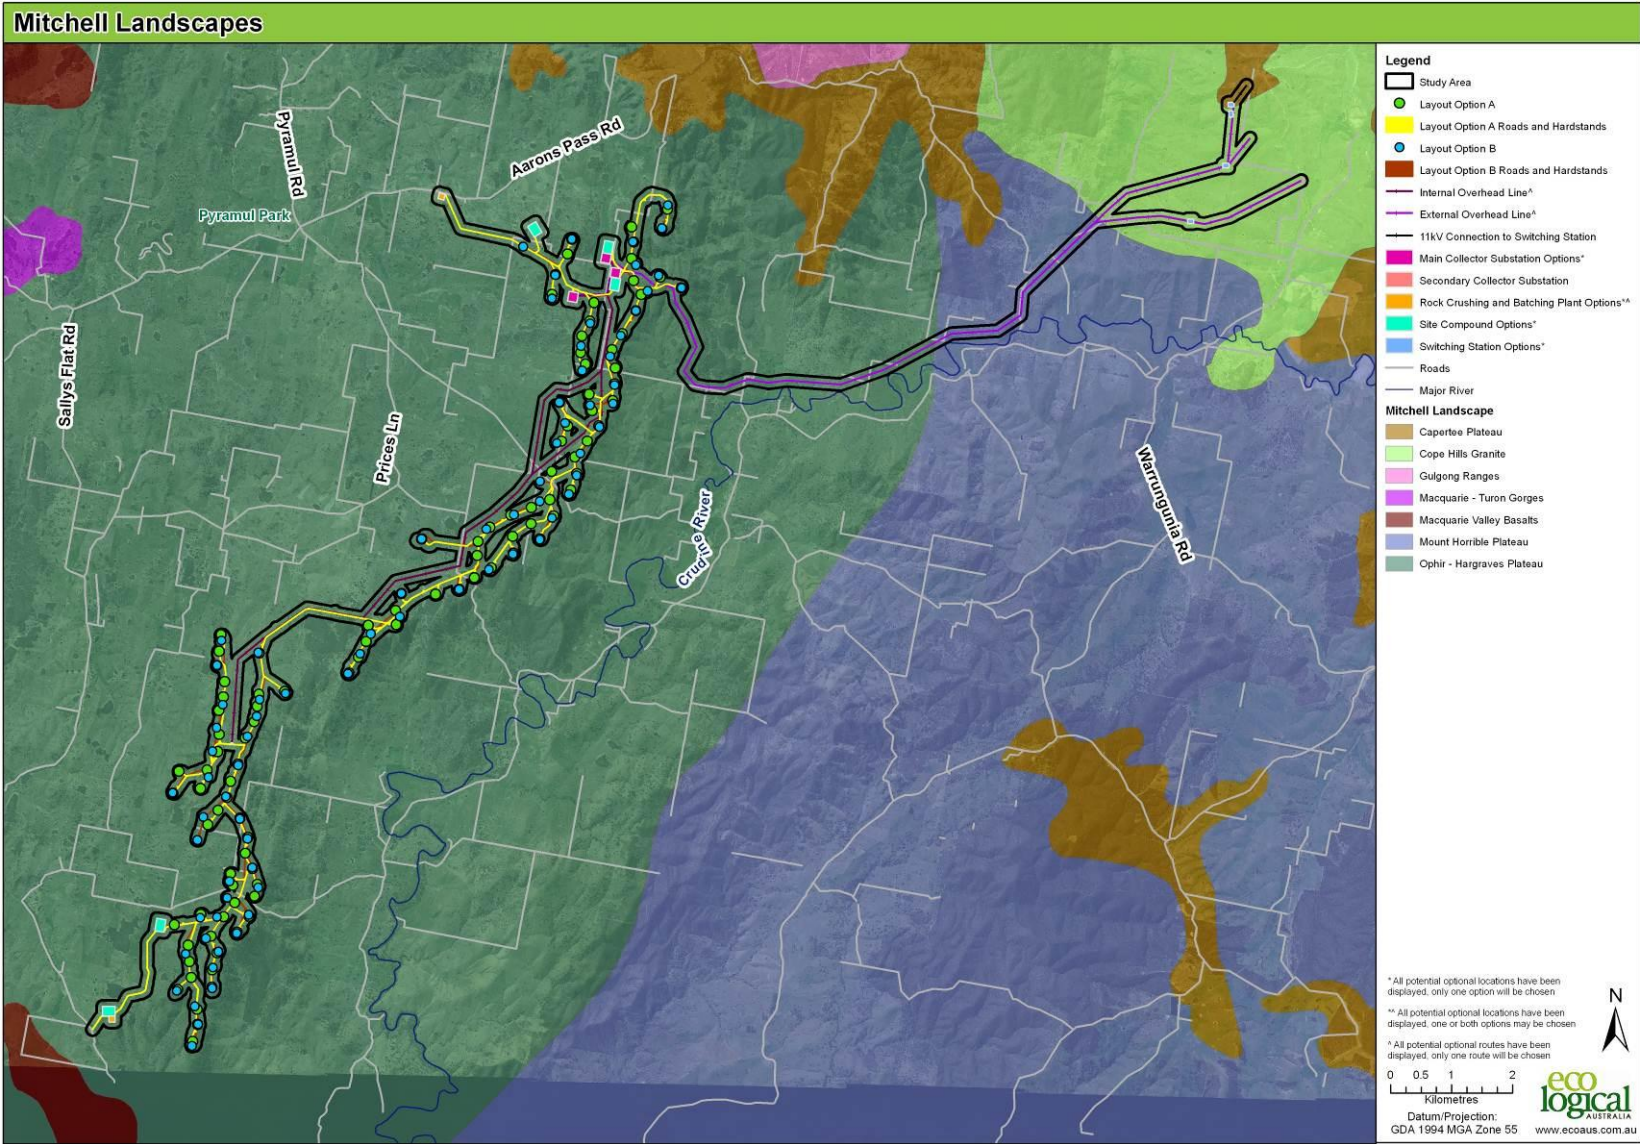 Mitchell Landscapes
Pyramul Rd
Aarons Pass Rd
Pyramul Park
Sallys Flat Rd
Prices Ln
Crudine River
Warrungunia Rd
Legend
Study Area
Layout Option A
Layout Option A Roads and Hardstands
Layout Option B
Layout Option B Roads and Hardstands
Internal Overhead Line^
External Overhead Line^
11kV Connection to Switching Station
Main Collector Substation Options*
Secondary Collector Substation
Rock Crushing and Batching Plant Options*^
Site Compound Options*
Switching Station Options*
Roads
Major River
Mitchell Landscape
Capertee Plateau
Cope Hills Granite
Gulgong Ranges
Macquarie - Turon Gorges
Macquarie Valley Basalts
Mount Horrible Plateau
Ophir - Hargraves Plateau
* All potential optional locations have been
displayed, only one option will be chosen
*^ All potential optional locations have been
displayed, one or both options may be chosen
^ All potential optional routes have been
displayed, only one route will be chosen
N
0 0.5 1 2
Kilometres
Datum/Projection:
GDA 1994 MGA Zone 55
eco
logical
AUSTRALIA
www.ecoaus.com.au